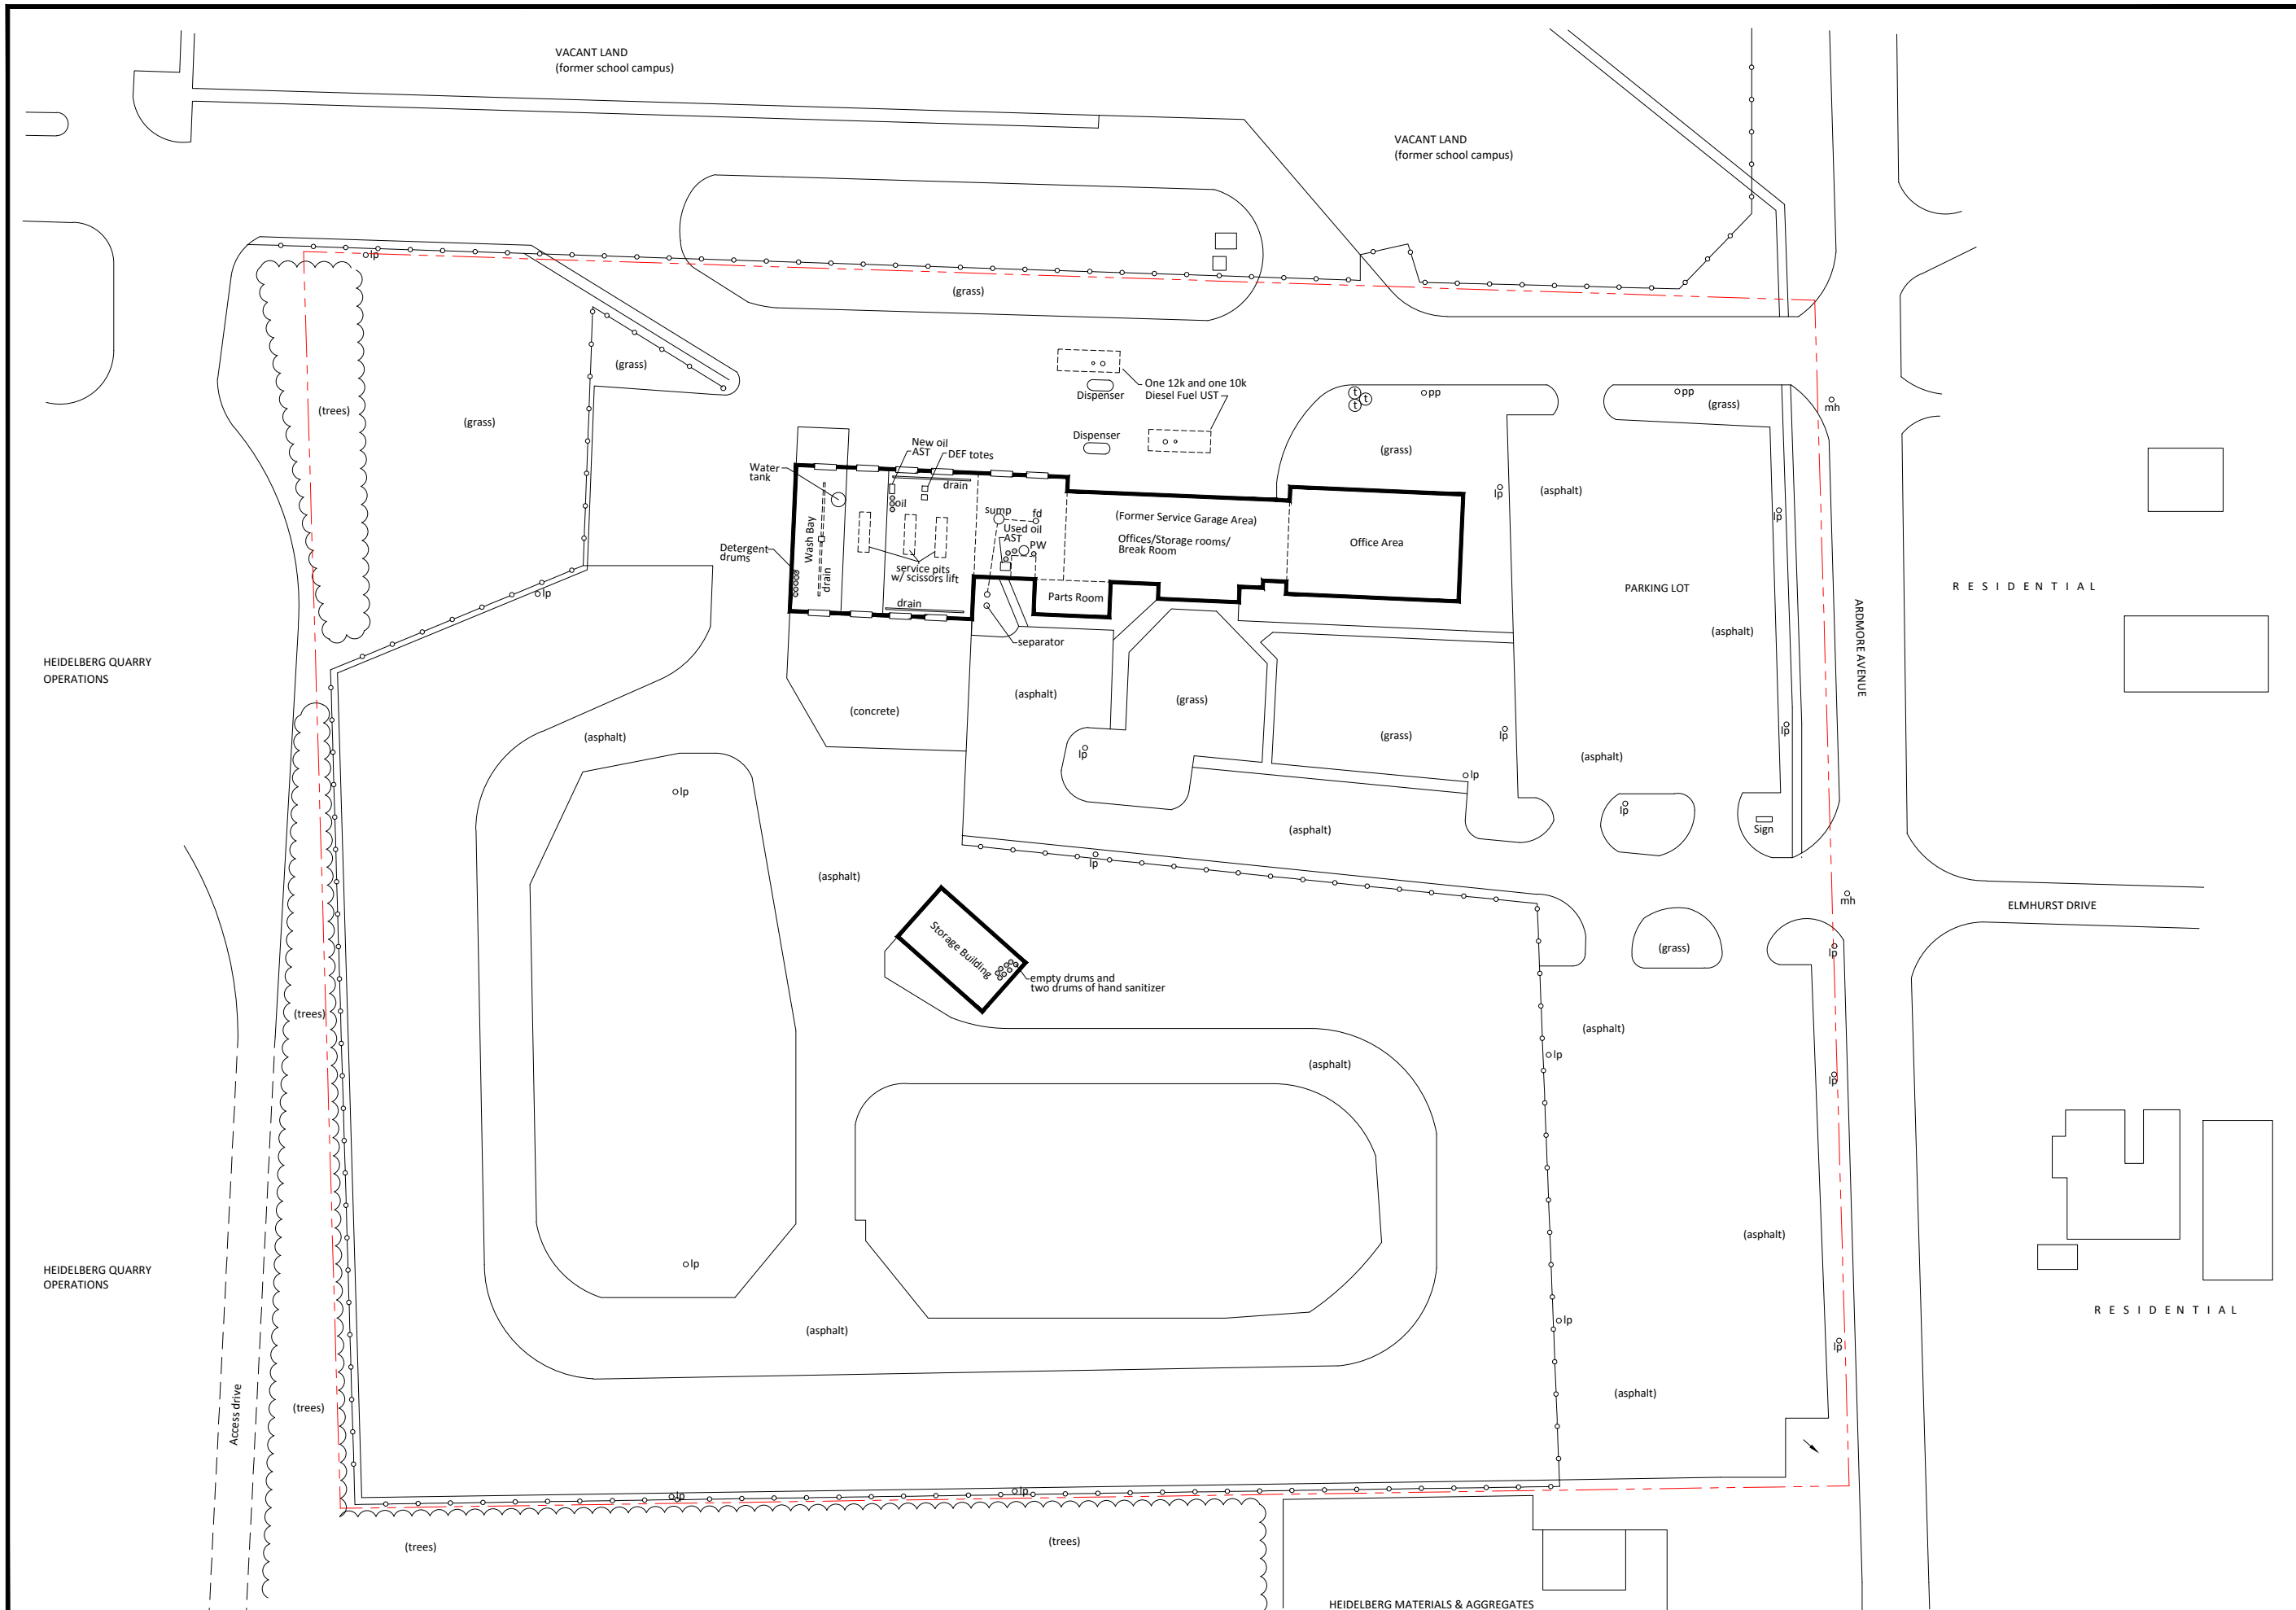 VACANT LAND
(former school campus)
VACANT LAND
(former school campus)
lp
(grass)
(grass)
(trees)
(grass)
One 12k and one 10k
Diesel Fuel UST
Dispenser
Dispenser
t
t
t
pp
pp
(grass)
mh
(grass)
New oil
AST
DEF totes
Water
tank
drain
oil
lp
(asphalt)
lp
sump
fd
Used oil
AST
PW
(Former Service Garage Area)
Offices/Storage rooms/
Break Room
Office Area
Wash Bay
drain
Detergent
drums
service pits
w/ scissors lift
drain
Parts Room
separator
lp
PARKING LOT
(asphalt)
ARDMORE AVENUE
R E S I D E N T I A L
HEIDELBERG QUARRY
OPERATIONS
(asphalt)
(grass)
(concrete)
(asphalt)
(grass)
lp
lp
(asphalt)
lp
lp
lp
lp
Sign
(asphalt)
lp
(asphalt)
mh
ELMHURST DRIVE
Storage Building
empty drums and
two drums of hand sanitizer
(grass)
lp
(trees)
(asphalt)
lp
(asphalt)
lp
(asphalt)
lp
HEIDELBERG QUARRY
OPERATIONS
R E S I D E N T I A L
(asphalt)
lp
lp
Access drive
(trees)
(asphalt)
lp
lp
(trees)
(trees)
HEIDELBERG MATERIALS & AGGREGATES